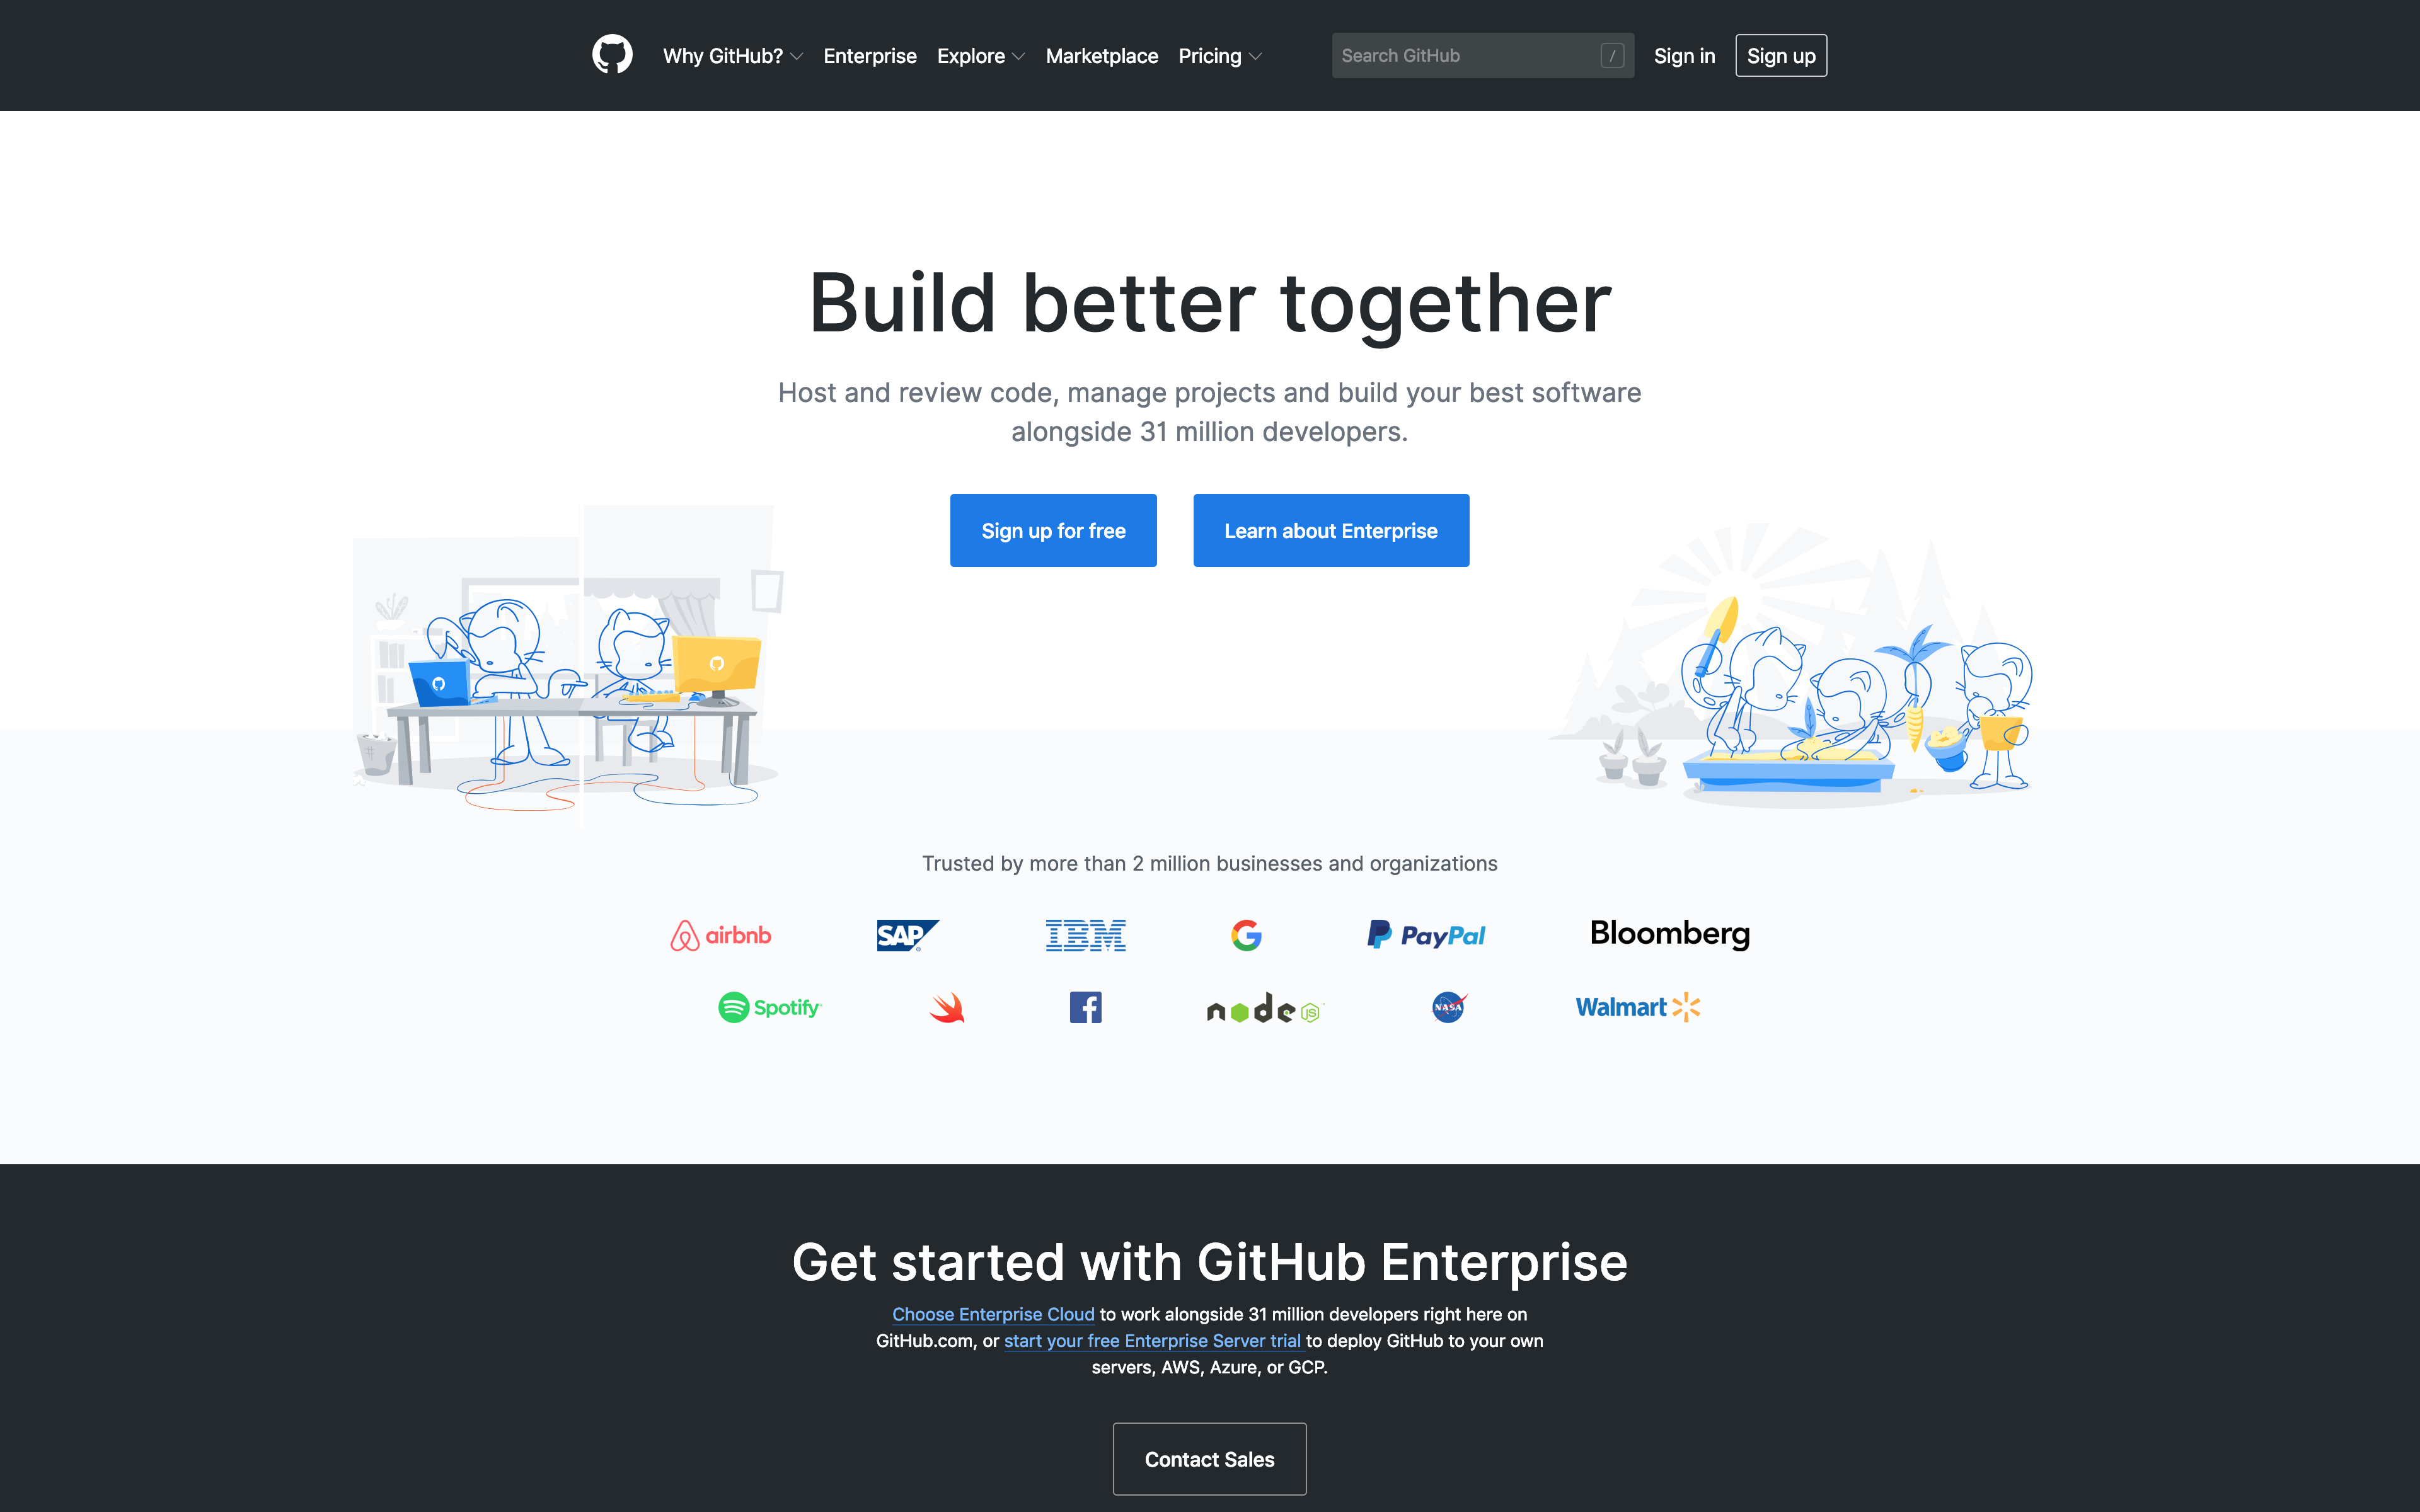 Why GitHub? Enterprise Explore Marketplace Pricing Search GitHub / Sign in Sign up
Build better together
Host and review code, manage projects and build your best software
alongside 31 million developers.
Sign up for free Learn about Enterprise
Trusted by more than 2 million businesses and organizations
airbnb SAP IBM G PayPal Bloomberg
Spotify f node JS NASA Walmart
Get started with GitHub Enterprise
Choose Enterprise Cloud to work alongside 31 million developers right here on
GitHub.com, or start your free Enterprise Server trial to deploy GitHub to your own
servers, AWS, Azure, or GCP.
Contact Sales